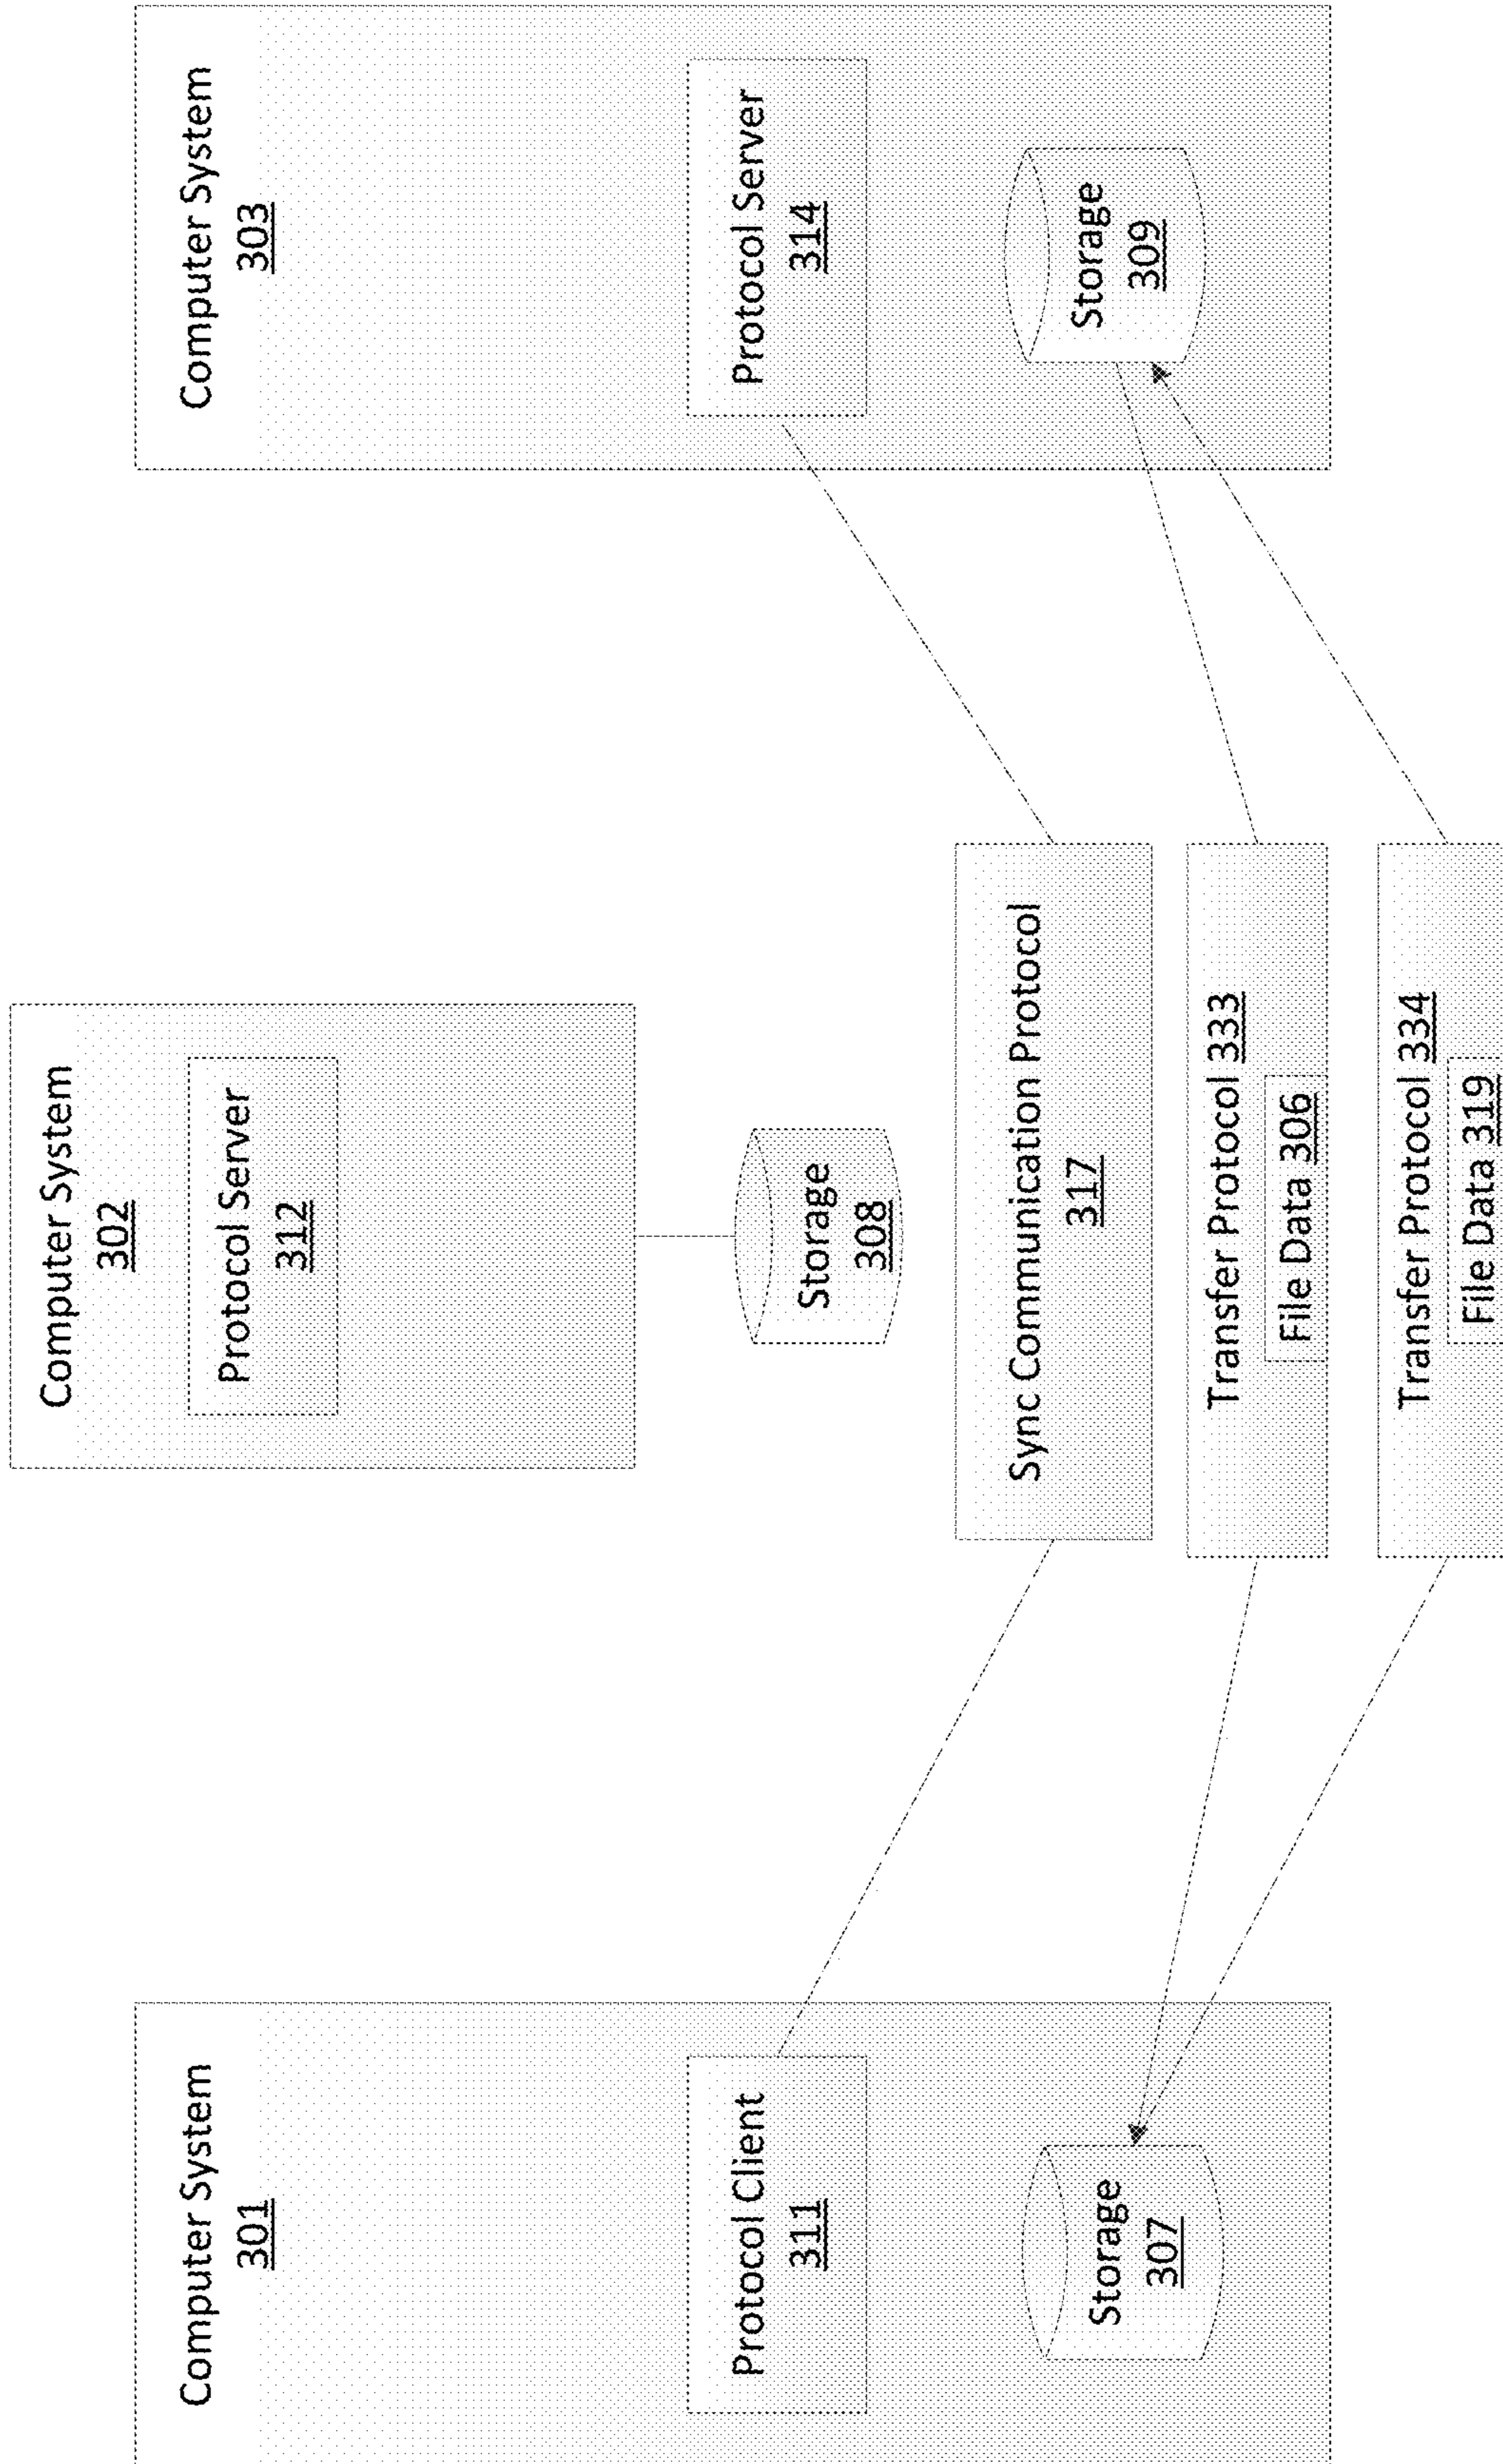 Computer System
301
Protocol Client
311
Storage
307
Computer System
302
Protocol Server
312
Storage
308
Sync Communication Protocol
317
Transfer Protocol 333
File Data 306
Transfer Protocol 334
File Data 319
Computer System
303
Protocol Server
314
Storage
309